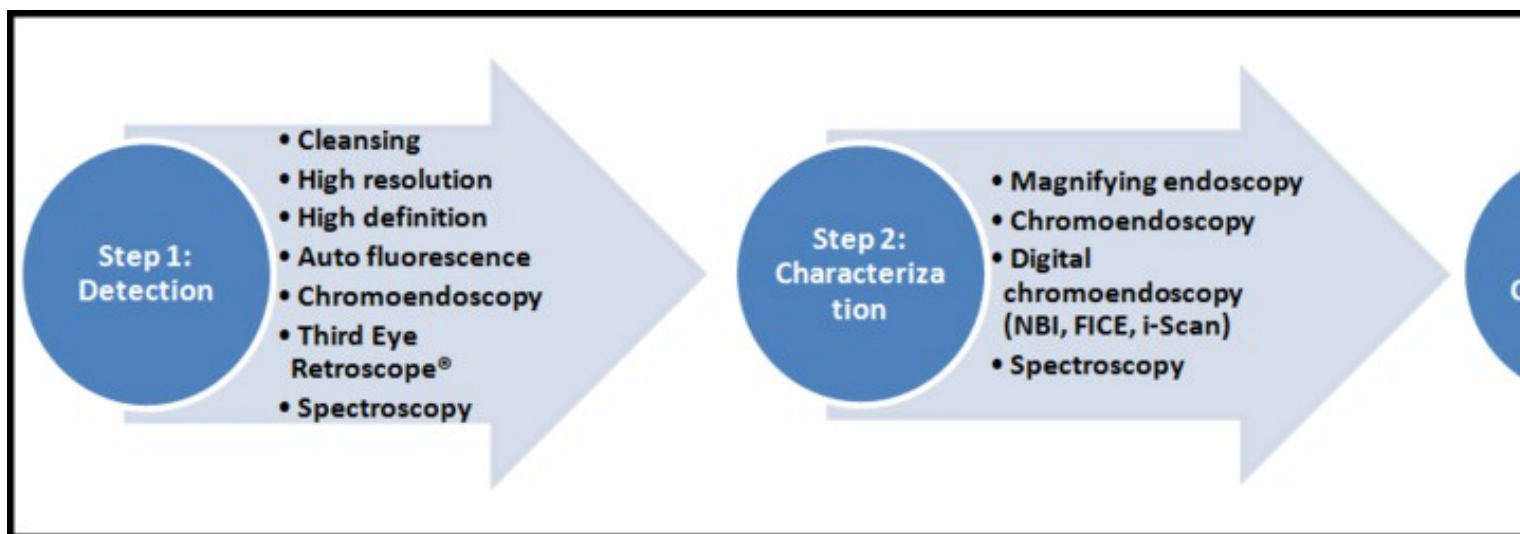 Step 1:
Detection
• Cleansing
• High resolution
• High definition
• Auto fluorescence
• Chromoendoscopy
• Third Eye
Retroscope®
• Spectroscopy
Step 2:
Characteriza
tion
• Magnifying endoscopy
• Chromoendoscopy
• Digital
chromoendoscopy
(NBI, FICE, i-Scan)
• Spectroscopy